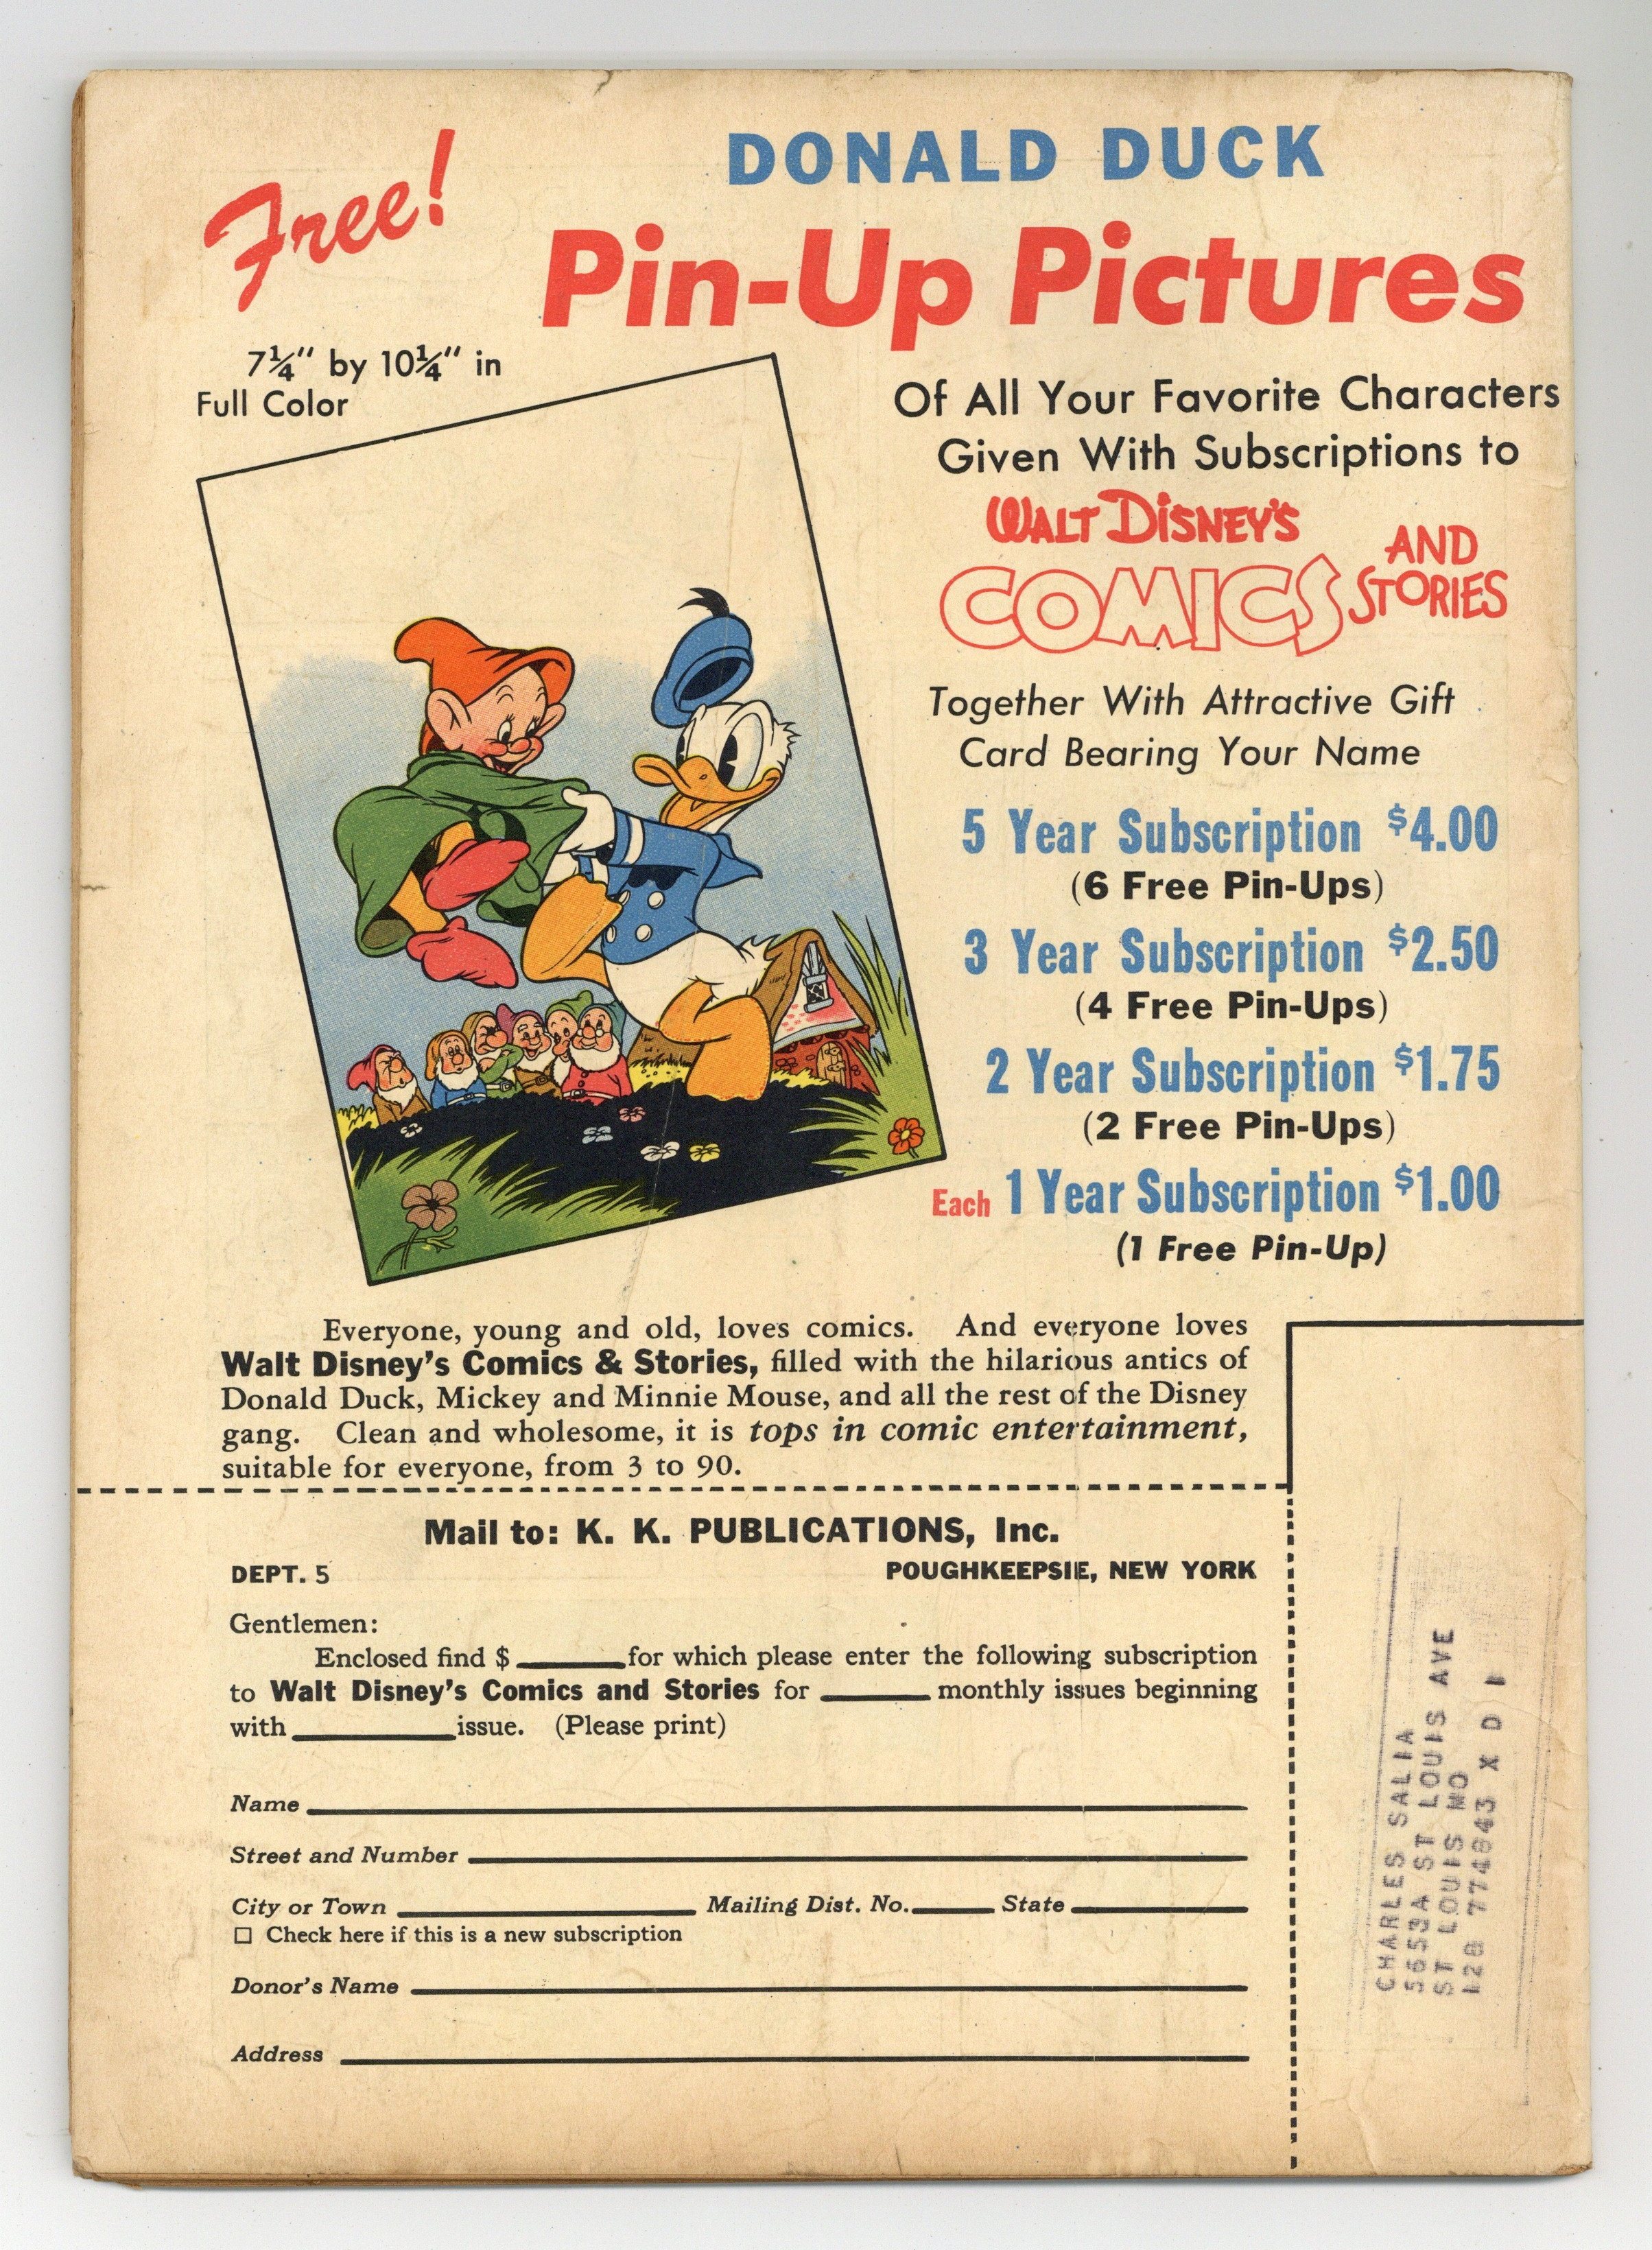 Free!
DONALD DUCK
Pin-Up Pictures
7¼" by 10¼" in
Full Color
Of All Your Favorite Characters
Given With Subscriptions to
WALT DISNEY'S
COMICS AND
STORIES
Together With Attractive Gift
Card Bearing Your Name
5 Year Subscription $4.00
(6 Free Pin-Ups)
3 Year Subscription $2.50
(4 Free Pin-Ups)
2 Year Subscription $1.75
(2 Free Pin-Ups)
Each 1 Year Subscription $1.00
(1 Free Pin-Up)
Everyone, young and old, loves comics. And everyone loves
Walt Disney's Comics & Stories, filled with the hilarious antics of
Donald Duck, Mickey and Minnie Mouse, and all the rest of the Disney
gang. Clean and wholesome, it is tops in comic entertainment,
suitable for everyone, from 3 to 90.
Mail to: K. K. PUBLICATIONS, Inc.
DEPT. 5 POUGHKEEPSIE, NEW YORK
Gentlemen:
Enclosed find $ ______ for which please enter the following subscription
to Walt Disney's Comics and Stories for ______ monthly issues beginning
with ______ issue. (Please print)
Name
Street and Number
City or Town Mailing Dist. No. State
☐ Check here if this is a new subscription
Donor's Name
Address
CHARLES SALIA
5653A ST LOUIS AVE
ST LOUIS MO
X D 1